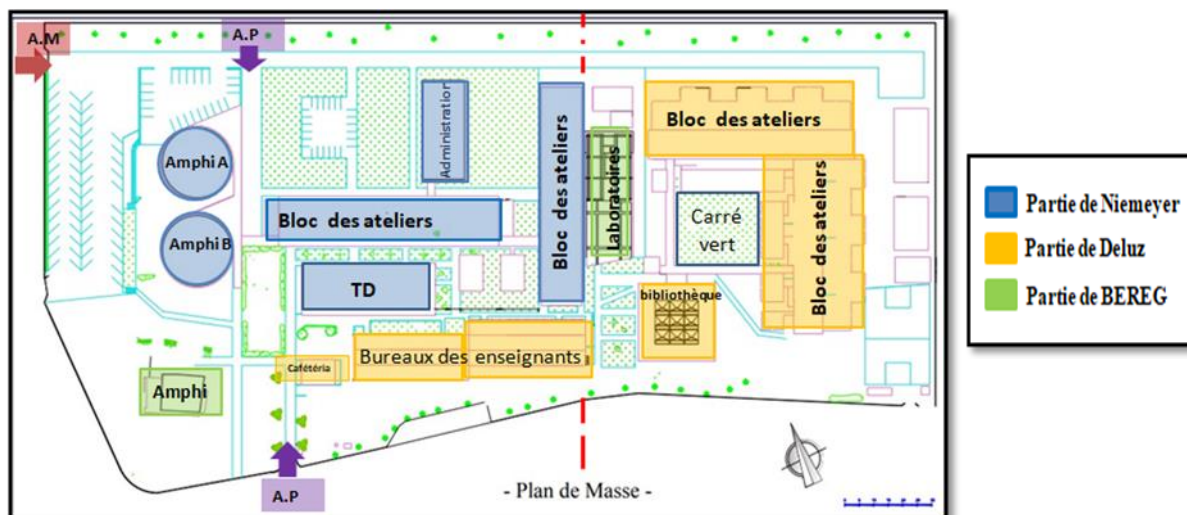 A.M
A.P
Amphi A
Amphi B
Administration
Bloc des ateliers
Bloc des ateliers
Laboratoires
Bloc des ateliers
Bloc des ateliers
Carré
vert
TD
bibliothèque
Bureaux des enseignants
Cafétéria
Amphi
A.P
- Plan de Masse -
Partie de Niemeyer
Partie de Deluz
Partie de BEREG